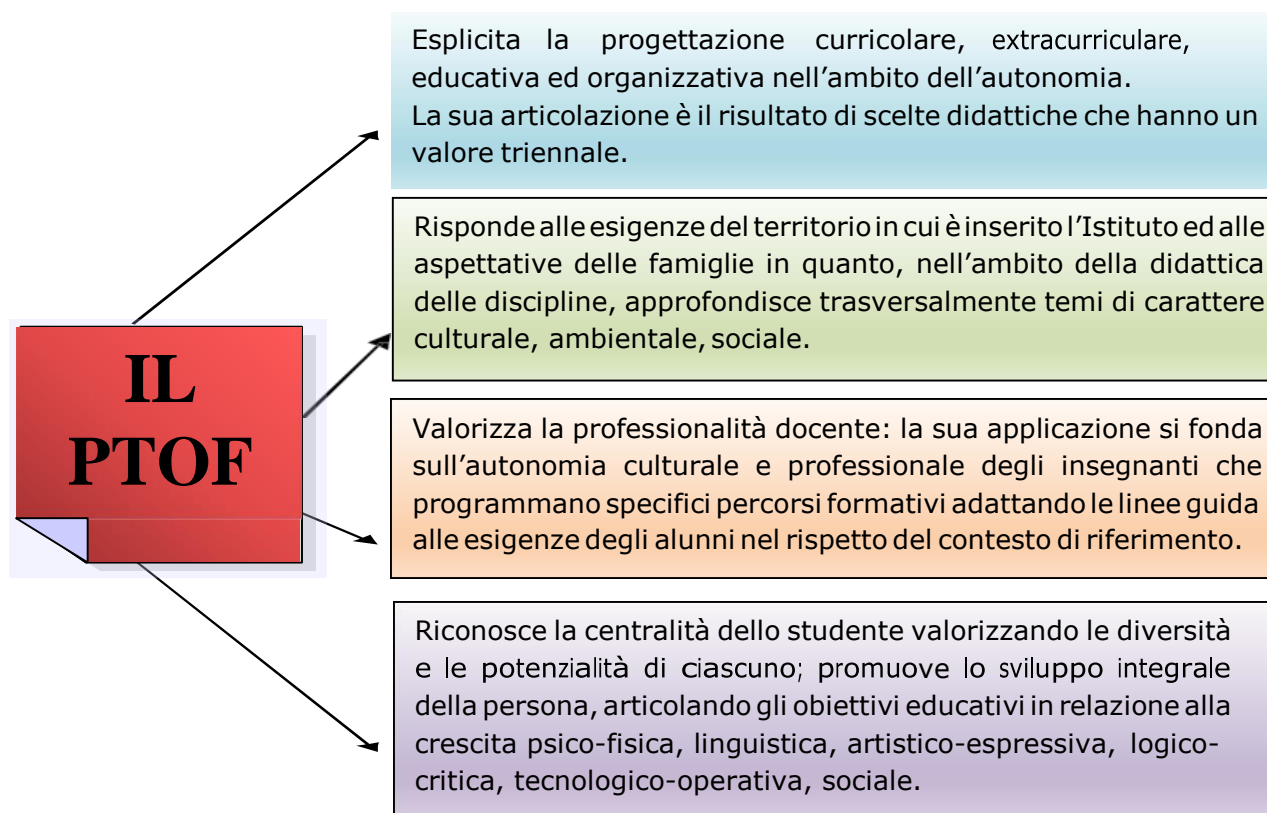 IL
PTOF
Esplicita la progettazione curricolare, extracurriculare,
educativa ed organizzativa nell’ambito dell’autonomia.
La sua articolazione è il risultato di scelte didattiche che hanno un
valore triennale.
Risponde alle esigenze del territorio in cui è inserito l’Istituto ed alle
aspettative delle famiglie in quanto, nell’ambito della didattica
delle discipline, approfondisce trasversalmente temi di carattere
culturale, ambientale, sociale.
Valorizza la professionalità docente: la sua applicazione si fonda
sull’autonomia culturale e professionale degli insegnanti che
programmano specifici percorsi formativi adattando le linee guida
alle esigenze degli alunni nel rispetto del contesto di riferimento.
Riconosce la centralità dello studente valorizzando le diversità
e le potenzialità di ciascuno; promuove lo sviluppo integrale
della persona, articolando gli obiettivi educativi in relazione alla
crescita psico-fisica, linguistica, artistico-espressiva, logico-
critica, tecnologico-operativa, sociale.